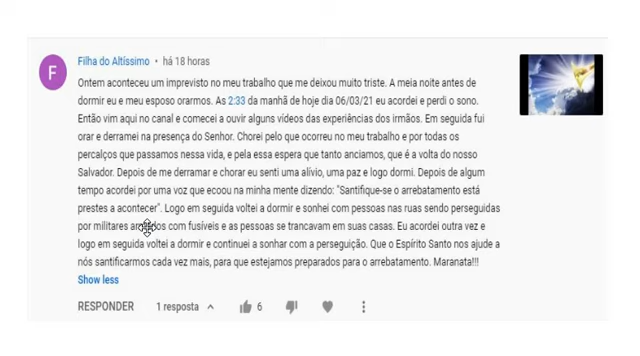 F
Filha do Altíssimo • há 18 horas
Ontem aconteceu um imprevisto no meu trabalho que me deixou muito triste. A meia noite antes de
dormir eu e meu esposo orarmos. As 2:33 da manhã de hoje dia 06/03/21 eu acordei e perdi o sono.
Então vim aqui no canal e comecei a ouvir alguns vídeos das experiências dos irmãos. Em seguida fui
orar e derramei na presença do Senhor. Chorei pelo que ocorreu no meu trabalho e por todas os
percalços que passamos nessa vida, e pela essa espera que tanto anciamos, que é a volta do nosso
Salvador. Depois de me derramar e chorar eu senti uma alívio, uma paz e logo dormi. Depois de algum
tempo acordei por uma voz que ecoou na minha mente dizendo: "Santifique-se o arrebatamento está
prestes a acontecer". Logo em seguida voltei a dormir e sonhei com pessoas nas ruas sendo perseguidas
por militares armados com fusíveis e as pessoas se trancavam em suas casas. Eu acordei outra vez e
logo em seguida voltei a dormir e continuei a sonhar com a perseguição. Que o Espírito Santo nos ajude a
nós santificarmos cada vez mais, para que estejamos preparados para o arrebatamento. Maranata!!!
Show less
RESPONDER 1 resposta 6